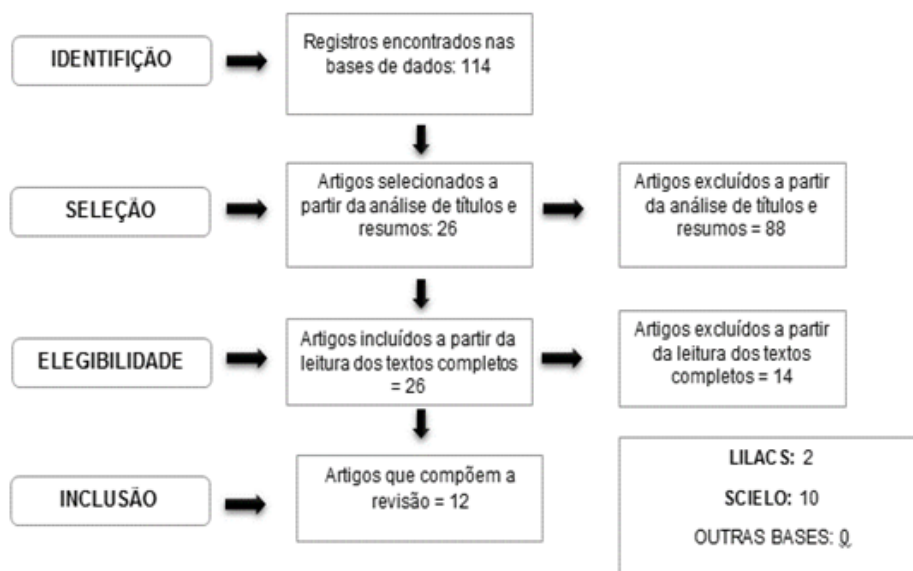 IDENTIFIÇÃO
Registros encontrados nas
bases de dados: 114
SELEÇÃO
Artigos selecionados a
partir da análise de títulos e
resumos: 26
Artigos excluídos a partir
da análise de títulos e
resumos = 88
ELEGIBILIDADE
Artigos incluídos a partir da
leitura dos textos completos
= 26
Artigos excluídos a partir
da leitura dos textos
completos = 14
INCLUSÃO
Artigos que compõem a
revisão = 12
LILACS: 2
SCIELO: 10
OUTRAS BASES: 0